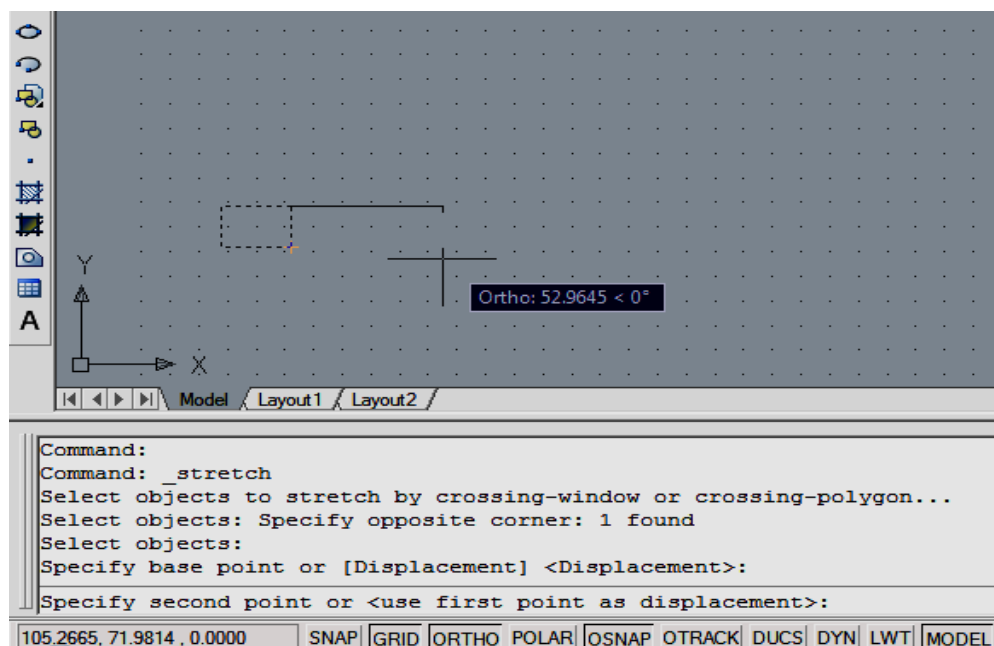 A
Y
X
Ortho: 52.9645 < 0°
Model Layout1 Layout2
Command:
Command: _stretch
Select objects to stretch by crossing-window or crossing-polygon...
Select objects: Specify opposite corner: 1 found
Select objects:
Specify base point or [Displacement] <Displacement>:
Specify second point or <use first point as displacement>:
105.2665, 71.9814 , 0.0000 SNAP GRID ORTHO POLAR OSNAP OTRACK DUCS DYN LWT MODEL